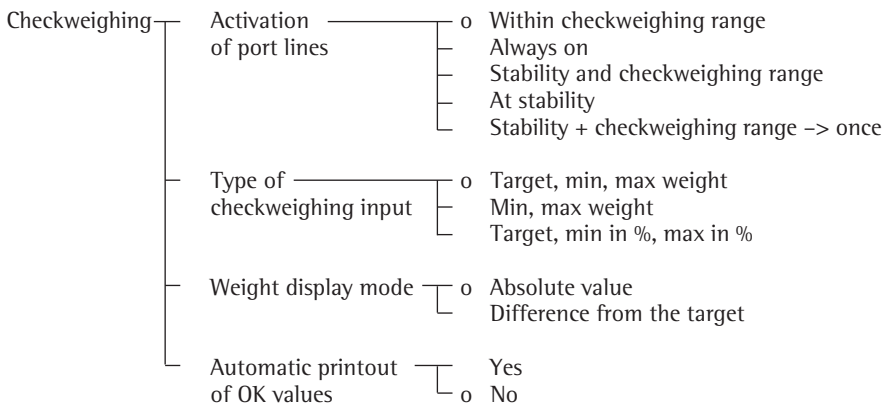 Checkweighing Activation o Within checkweighing range
of port lines Always on
Stability and checkweighing range
At stability
Stability + checkweighing range –> once
Type of o Target, min, max weight
checkweighing input Min, max weight
Target, min in %, max in %
Weight display mode o Absolute value
Difference from the target
Automatic printout Yes
of OK values o No